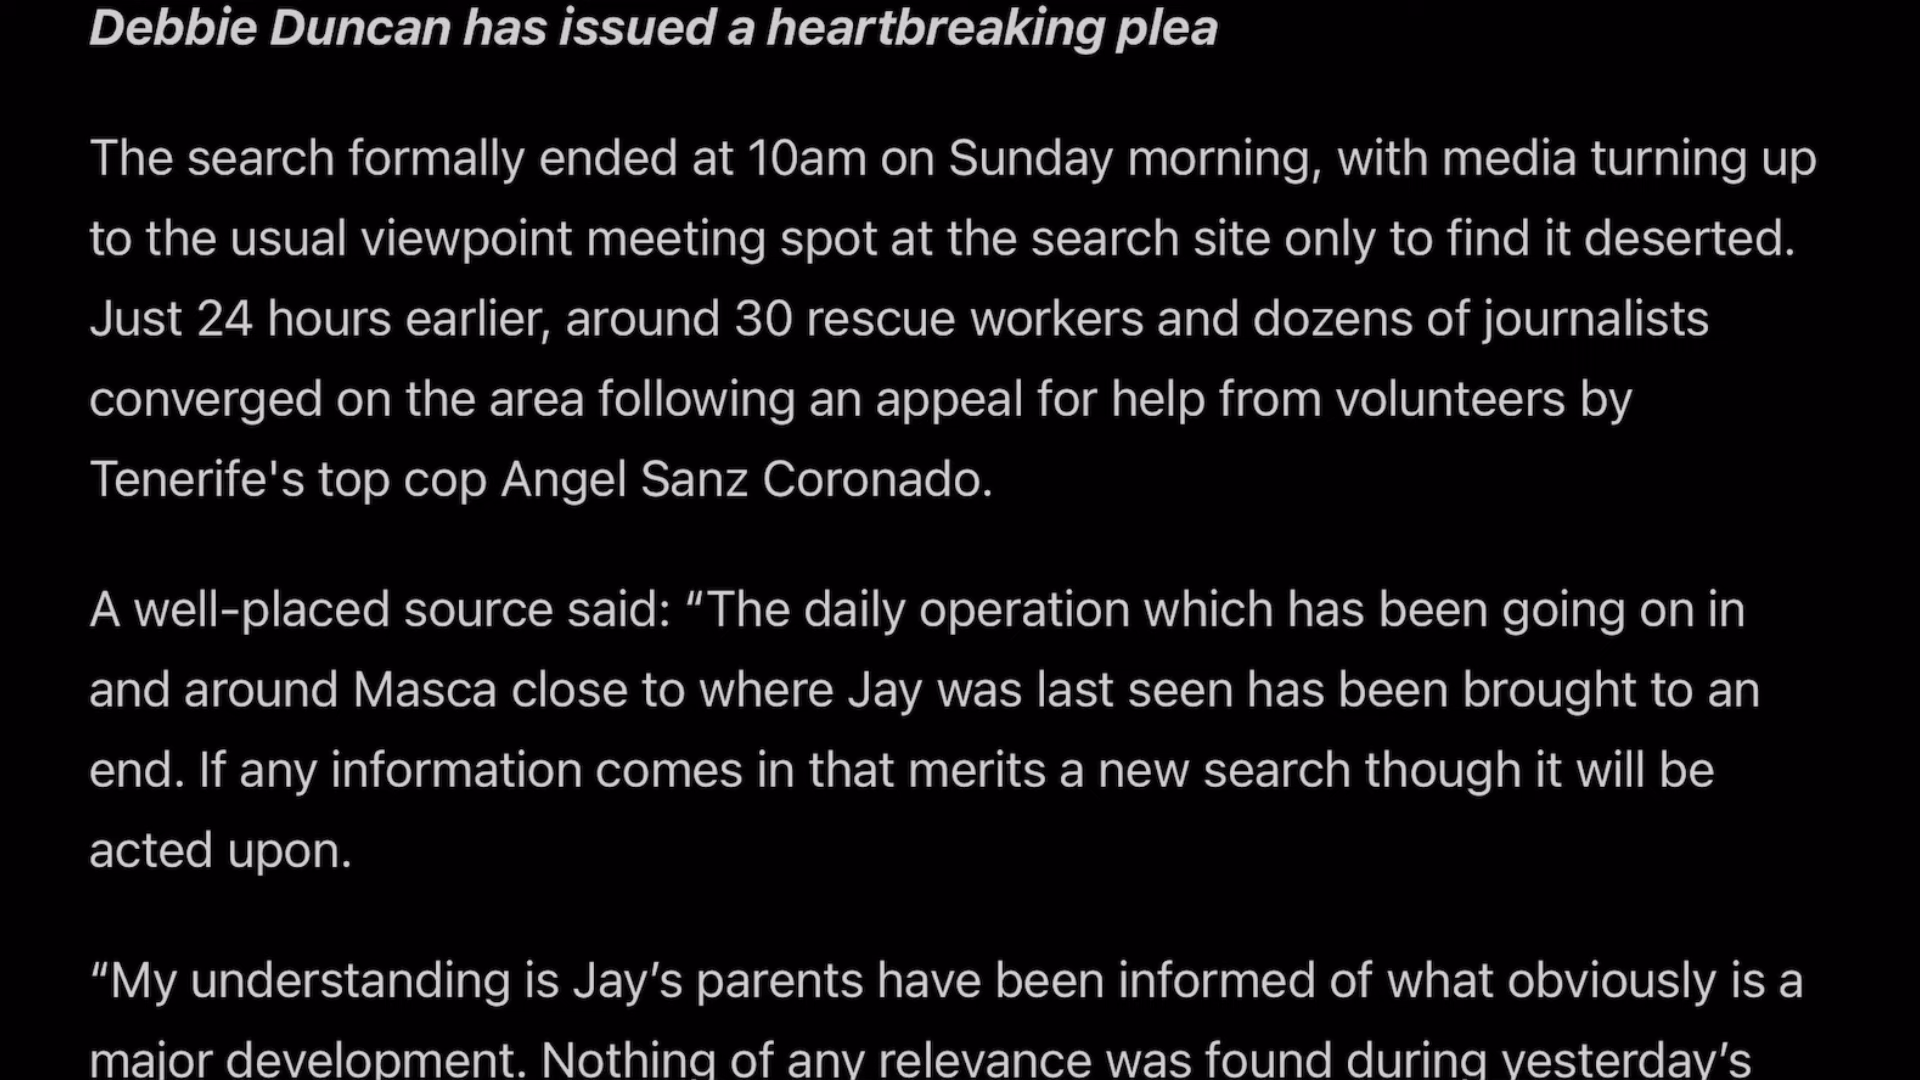 Debbie Duncan has issued a heartbreaking plea
The search formally ended at 10am on Sunday morning, with media turning up
to the usual viewpoint meeting spot at the search site only to find it deserted.
Just 24 hours earlier, around 30 rescue workers and dozens of journalists
converged on the area following an appeal for help from volunteers by
Tenerife's top cop Angel Sanz Coronado.
A well-placed source said: “The daily operation which has been going on in
and around Masca close to where Jay was last seen has been brought to an
end. If any information comes in that merits a new search though it will be
acted upon.
“My understanding is Jay’s parents have been informed of what obviously is a
major development. Nothing of any relevance was found during yesterday’s